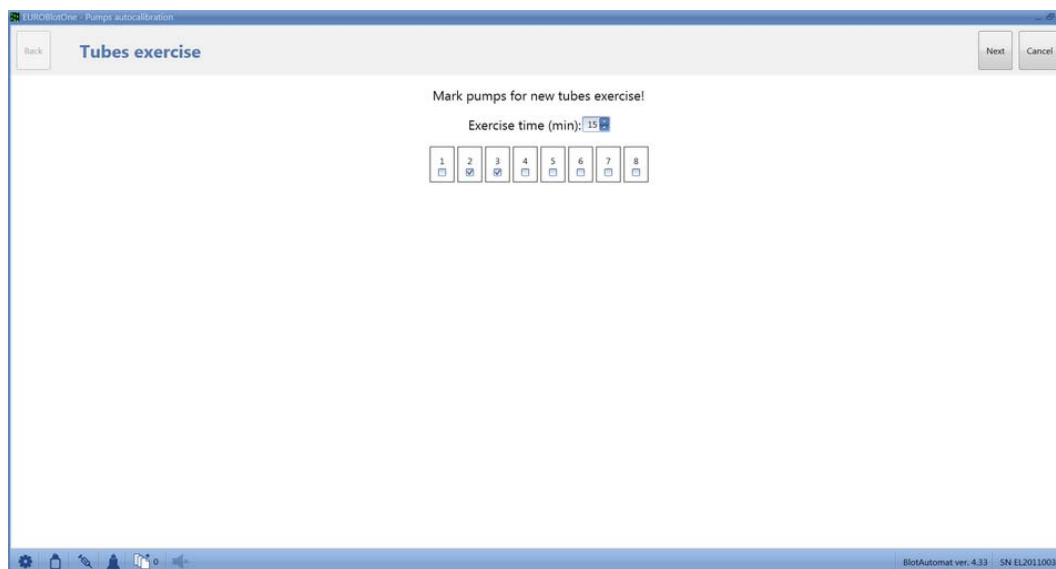 EUROBlotOne - Pumps autocalibration
Back
Tubes exercise
Next
Cancel
Mark pumps for new tubes exercise!
Exercise time (min): 15
1 2 3 4 5 6 7 8
0
BlotAutomat ver. 4.33 SN EL2011003